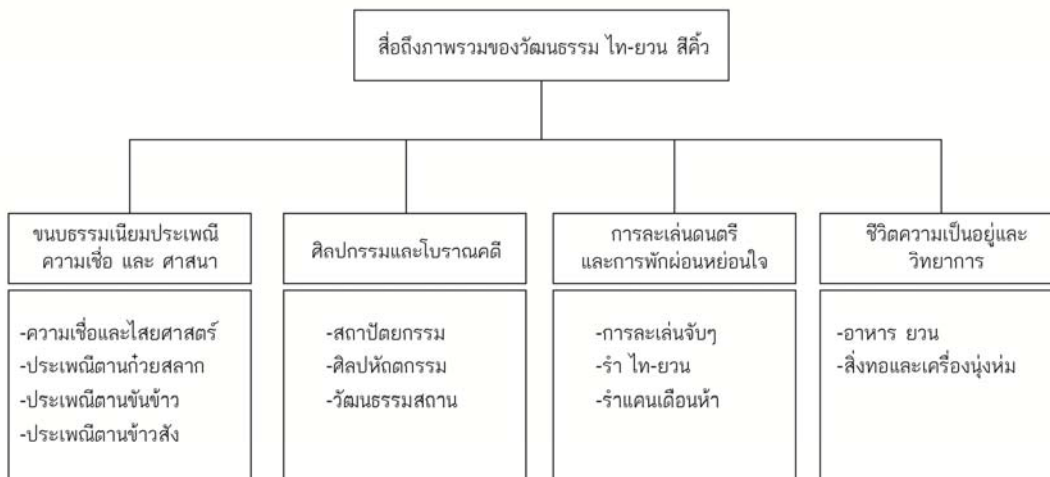 สื่อถึงภาพรวมของวัฒนธรรม ไท-ยวน สีคิ้ว
ขนบธรรมเนียมประเพณี
ความเชื่อ และ ศาสนา
-ความเชื่อและไสยศาสตร์
-ประเพณีตานก๋วยสลาก
-ประเพณีตานขันข้าว
-ประเพณีตานข้าวสัง
ศิลปกรรมและโบราณคดี
-สถาปัตยกรรม
-ศิลปหัถตกรรม
-วัฒนธรรมสถาน
การละเล่นดนตรี
และการพักผ่อนหย่อนใจ
-การละเล่นจับๆ
-รำ ไท-ยวน
-รำแคนเดือนห้า
ชีวิตความเป็นอยู่และ
วิทยาการ
-อาหาร ยวน
-สิ่งทอและเครื่องนุ่งห่ม